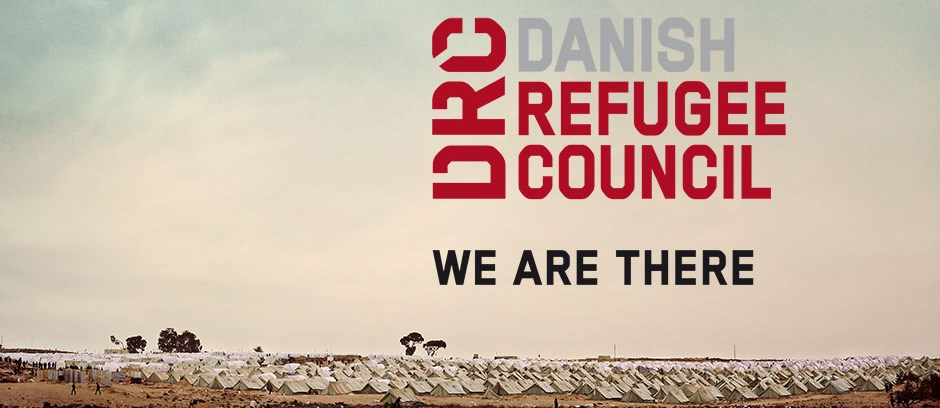 DRC
DANISH
REFUGEE
COUNCIL
WE ARE THERE